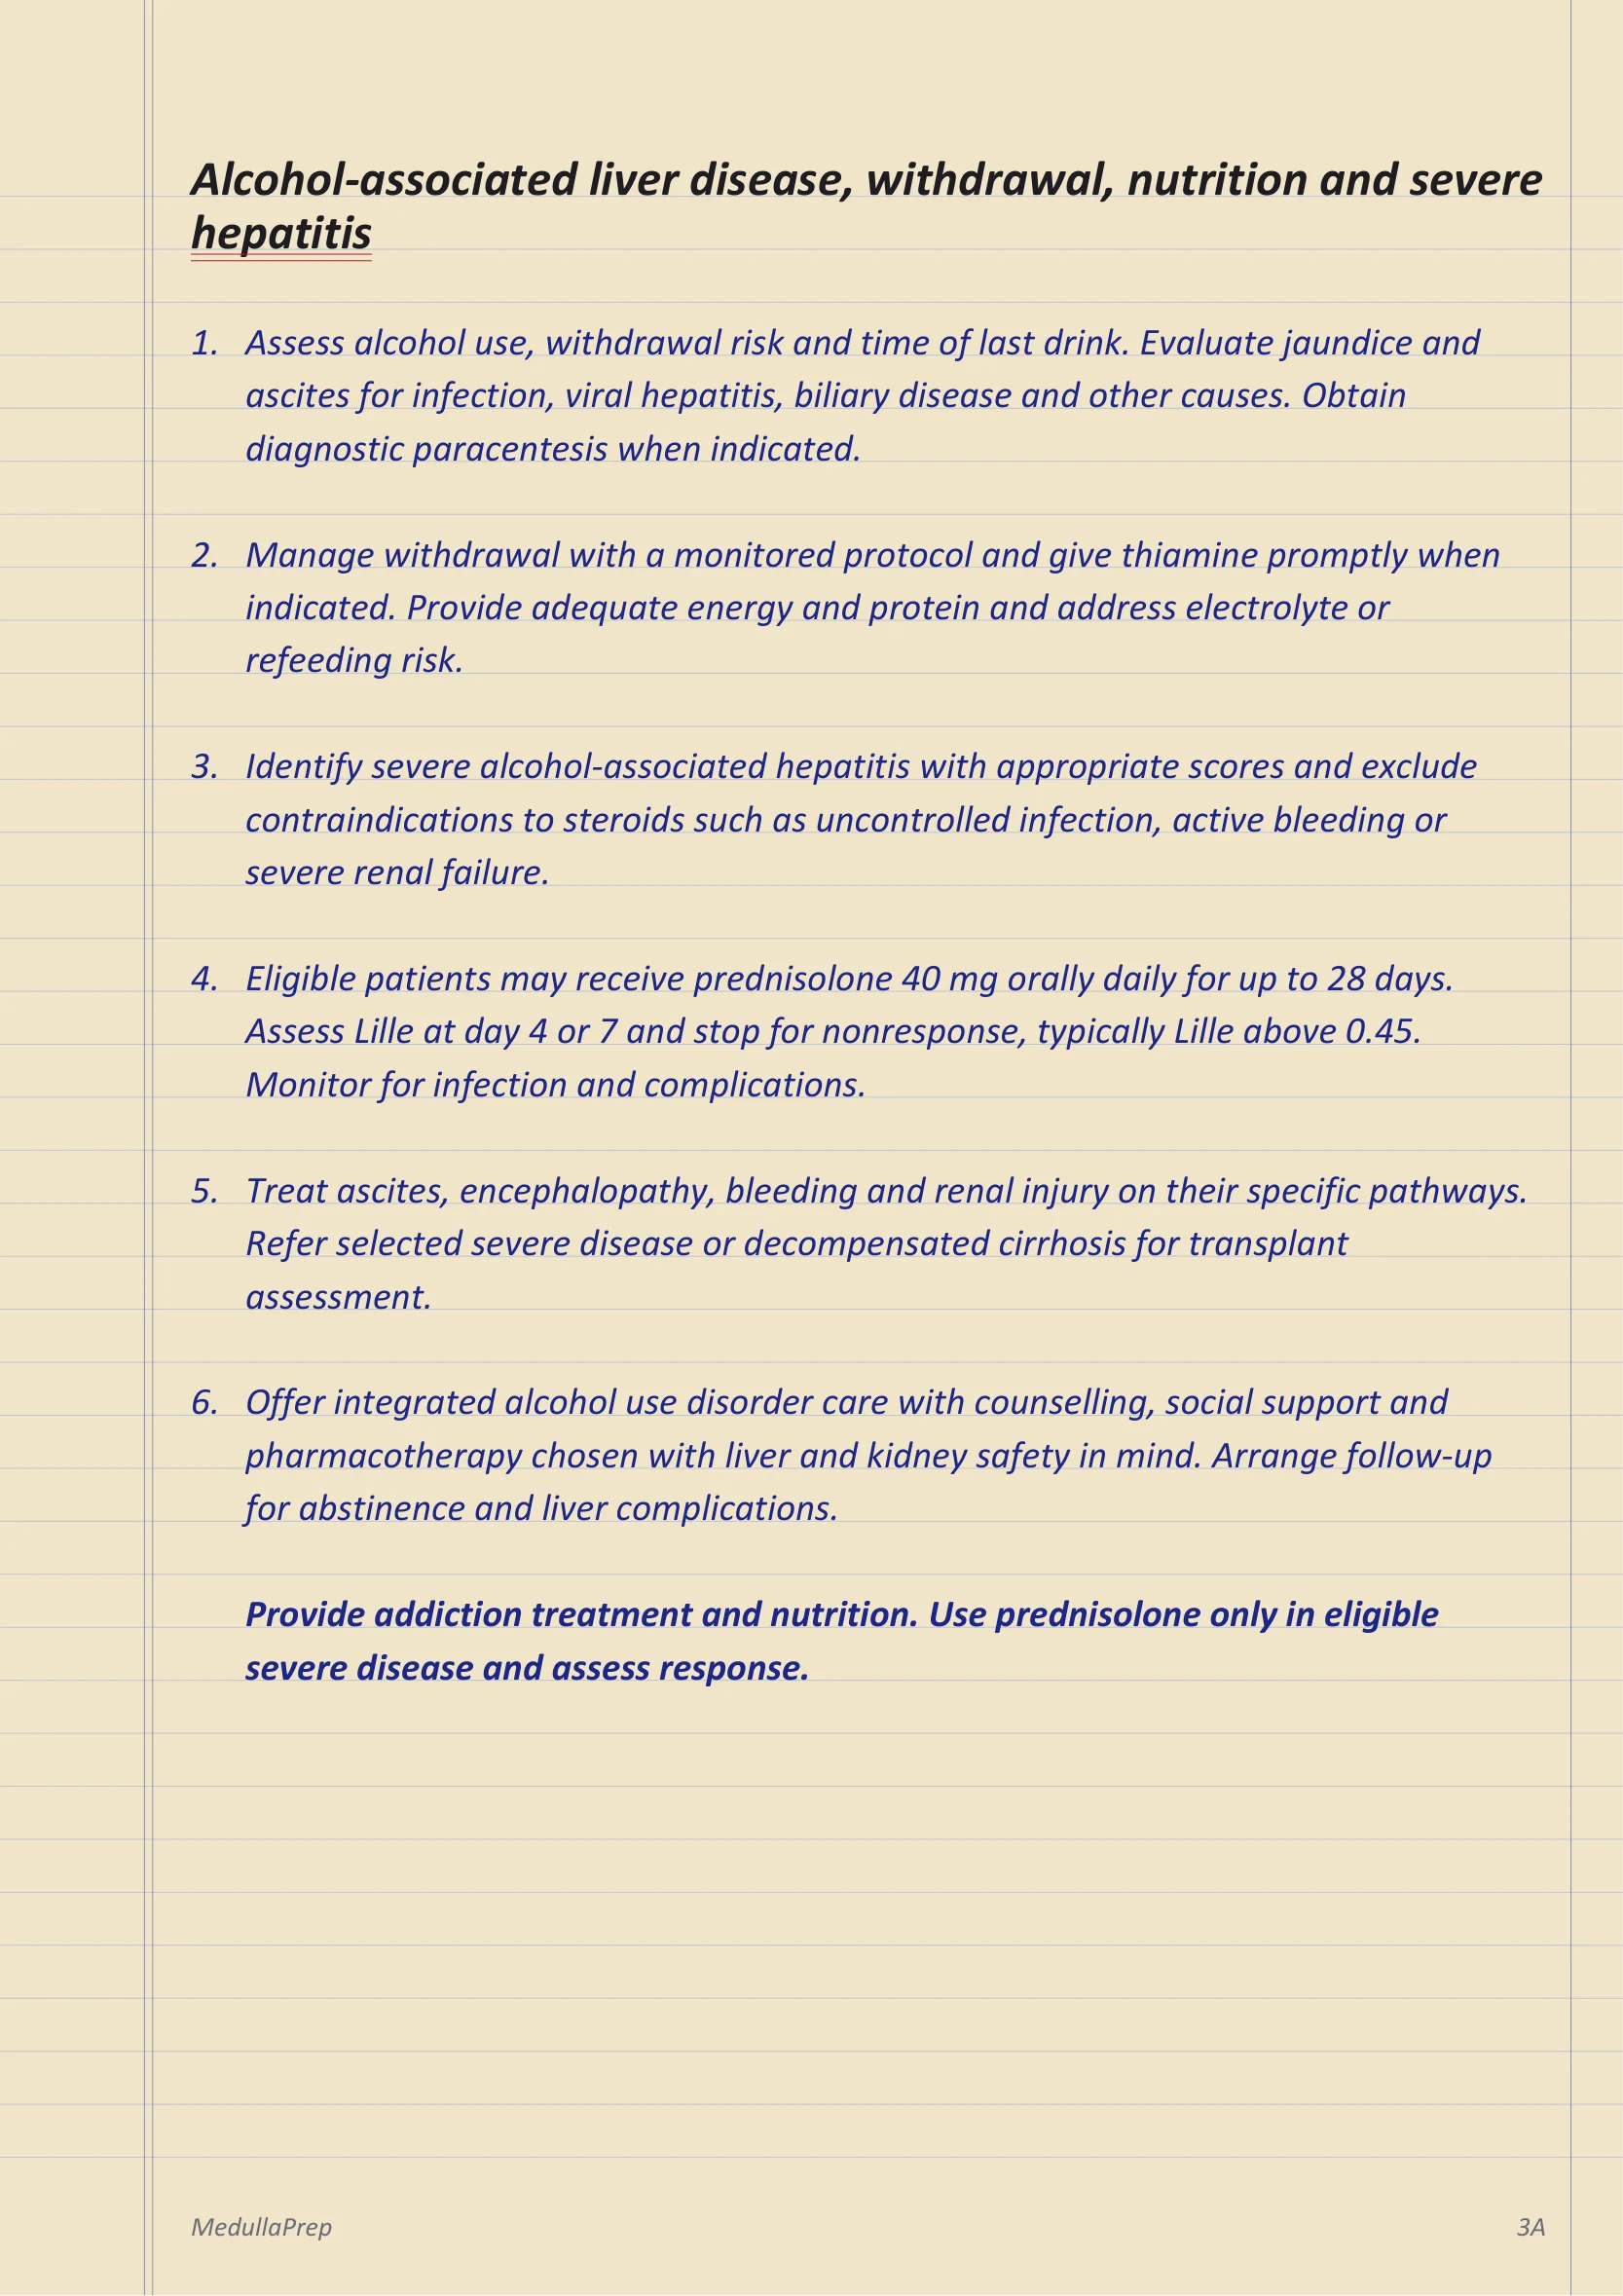 Alcohol-associated liver disease, withdrawal, nutrition and severe
hepatitis
1. Assess alcohol use, withdrawal risk and time of last drink. Evaluate jaundice and
ascites for infection, viral hepatitis, biliary disease and other causes. Obtain
diagnostic paracentesis when indicated.
2. Manage withdrawal with a monitored protocol and give thiamine promptly when
indicated. Provide adequate energy and protein and address electrolyte or
refeeding risk.
3. Identify severe alcohol-associated hepatitis with appropriate scores and exclude
contraindications to steroids such as uncontrolled infection, active bleeding or
severe renal failure.
4. Eligible patients may receive prednisolone 40 mg orally daily for up to 28 days.
Assess Lille at day 4 or 7 and stop for nonresponse, typically Lille above 0.45.
Monitor for infection and complications.
5. Treat ascites, encephalopathy, bleeding and renal injury on their specific pathways.
Refer selected severe disease or decompensated cirrhosis for transplant
assessment.
6. Offer integrated alcohol use disorder care with counselling, social support and
pharmacotherapy chosen with liver and kidney safety in mind. Arrange follow-up
for abstinence and liver complications.
Provide addiction treatment and nutrition. Use prednisolone only in eligible
severe disease and assess response.
MedullaPrep
3A